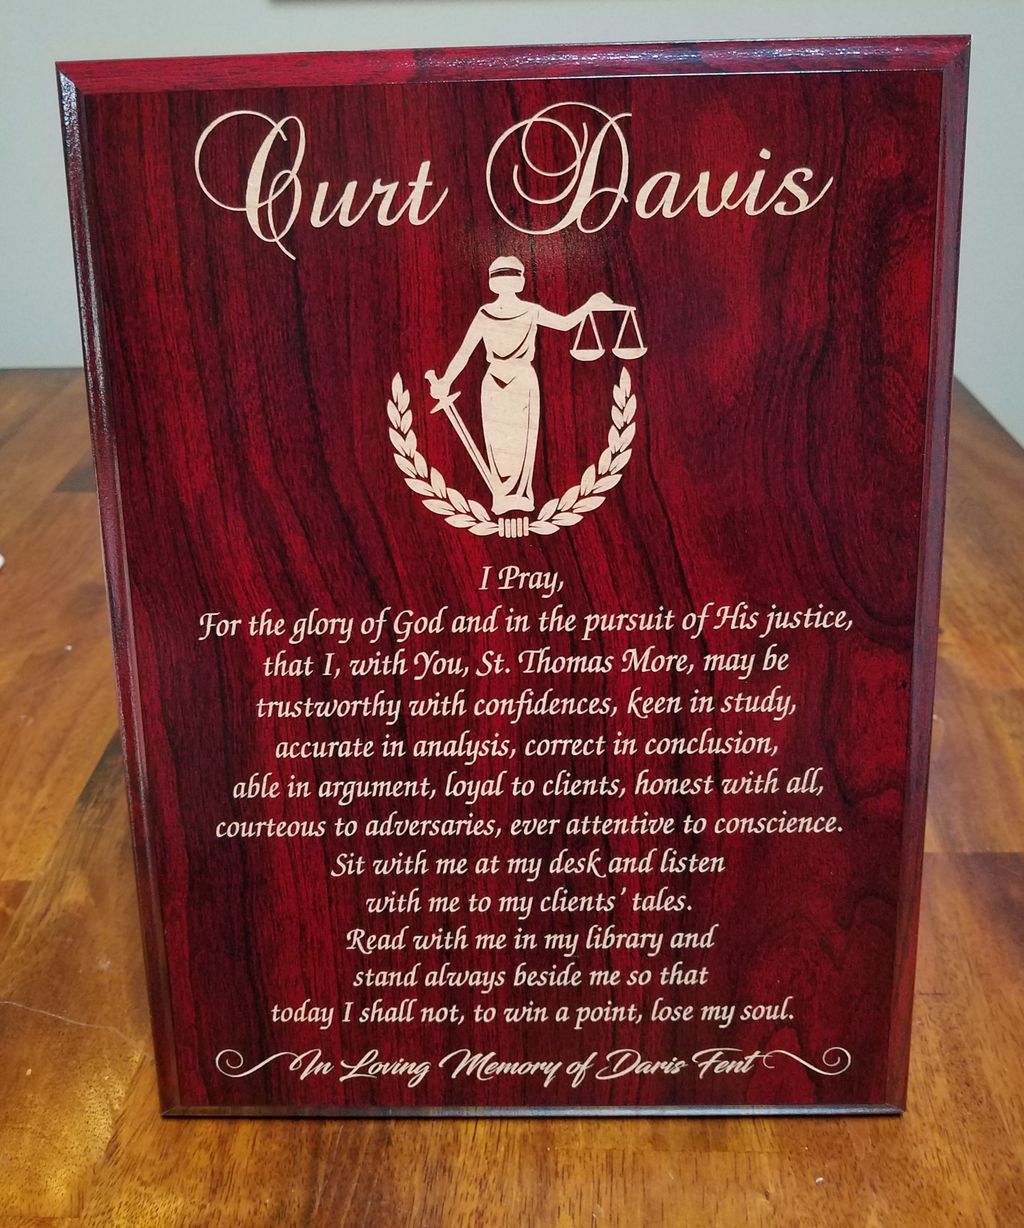 Curt Davis
I Pray,
For the glory of God and in the pursuit of His justice,
that I, with You, St. Thomas More, may be
trustworthy with confidences, keen in study,
accurate in analysis, correct in conclusion,
able in argument, loyal to clients, honest with all,
courteous to adversaries, ever attentive to conscience.
Sit with me at my desk and listen
with me to my clients' tales.
Read with me in my library and
stand always beside me so that
today I shall not, to win a point, lose my soul.
In Loving Memory of Daris Fent